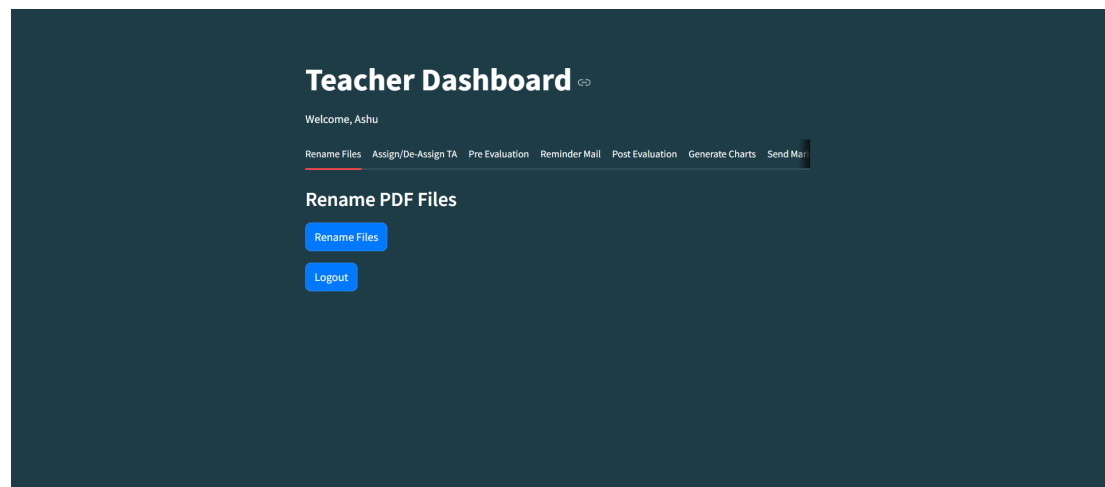 Teacher Dashboard
Welcome, Ashu
Rename Files Assign/De-Assign TA Pre Evaluation Reminder Mail Post Evaluation Generate Charts Send
Rename PDF Files
Rename Files
Logout